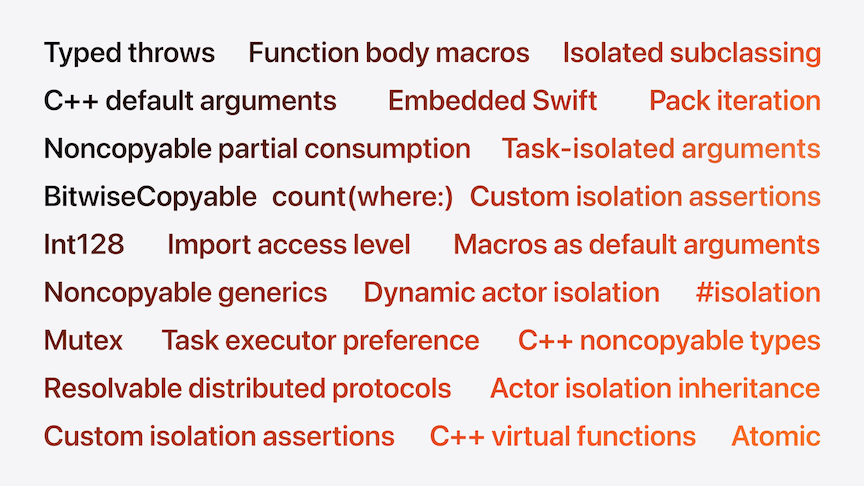 Typed throws Function body macros Isolated subclassing
C++ default arguments Embedded Swift Pack iteration
Noncopyable partial consumption Task-isolated arguments
BitwiseCopyable count(where:) Custom isolation assertions
Int128 Import access level Macros as default arguments
Noncopyable generics Dynamic actor isolation #isolation
Mutex Task executor preference C++ noncopyable types
Resolvable distributed protocols Actor isolation inheritance
Custom isolation assertions C++ virtual functions Atomic